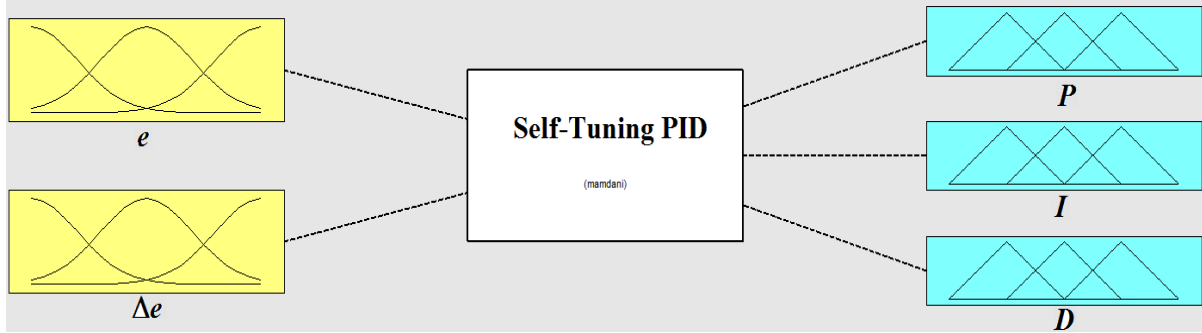 e
Δe
Self-Tuning PID
(mamdani)
P
I
D